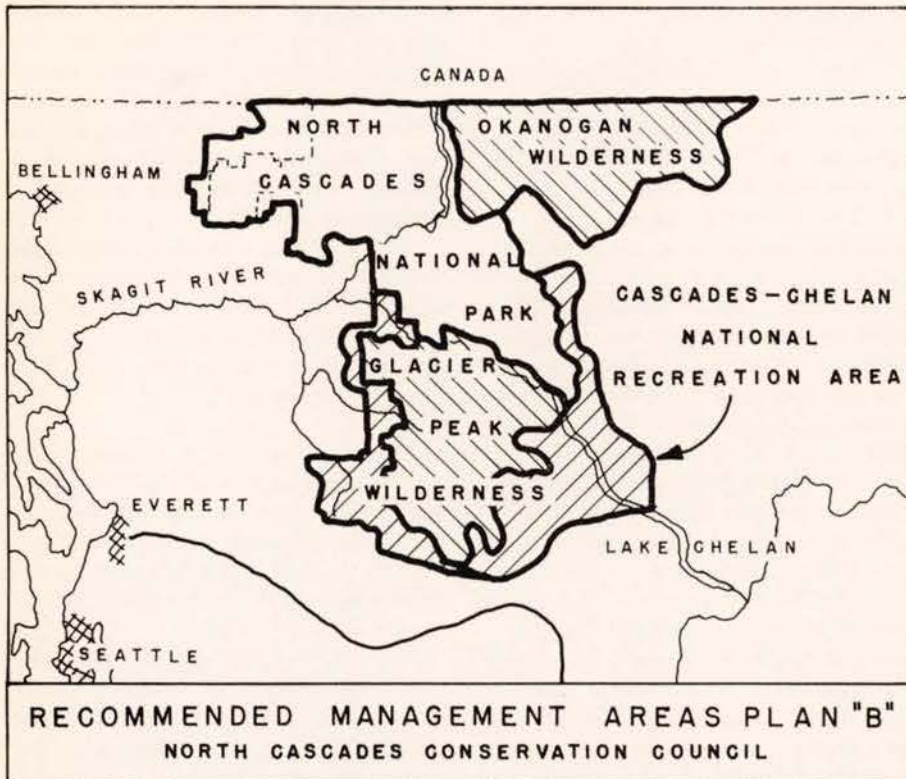 CANADA
NORTH
CASCADES
NATIONAL
PARK
OKANOGAN
WILDERNESS
BELLINGHAM
SKAGIT RIVER
CASCADES-CHELAN
NATIONAL
RECREATION AREA
GLACIER
PEAK
WILDERNESS
EVERETT
LAKE CHELAN
SEATTLE
RECOMMENDED MANAGEMENT AREAS PLAN "B"
NORTH CASCADES CONSERVATION COUNCIL